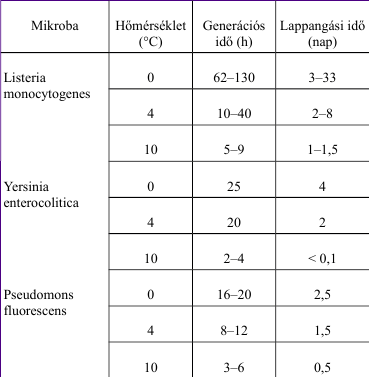 Mikroba Hőmérséklet (°C) Generációs idő (h) Lappangási idő (nap)
Listeria monocytogenes 0 62–130 3–33
4 10–40 2–8
10 5–9 1–1,5
Yersinia enterocolitica 0 25 4
4 20 2
10 2–4 < 0,1
Pseudomons fluorescens 0 16–20 2,5
4 8–12 1,5
10 3–6 0,5